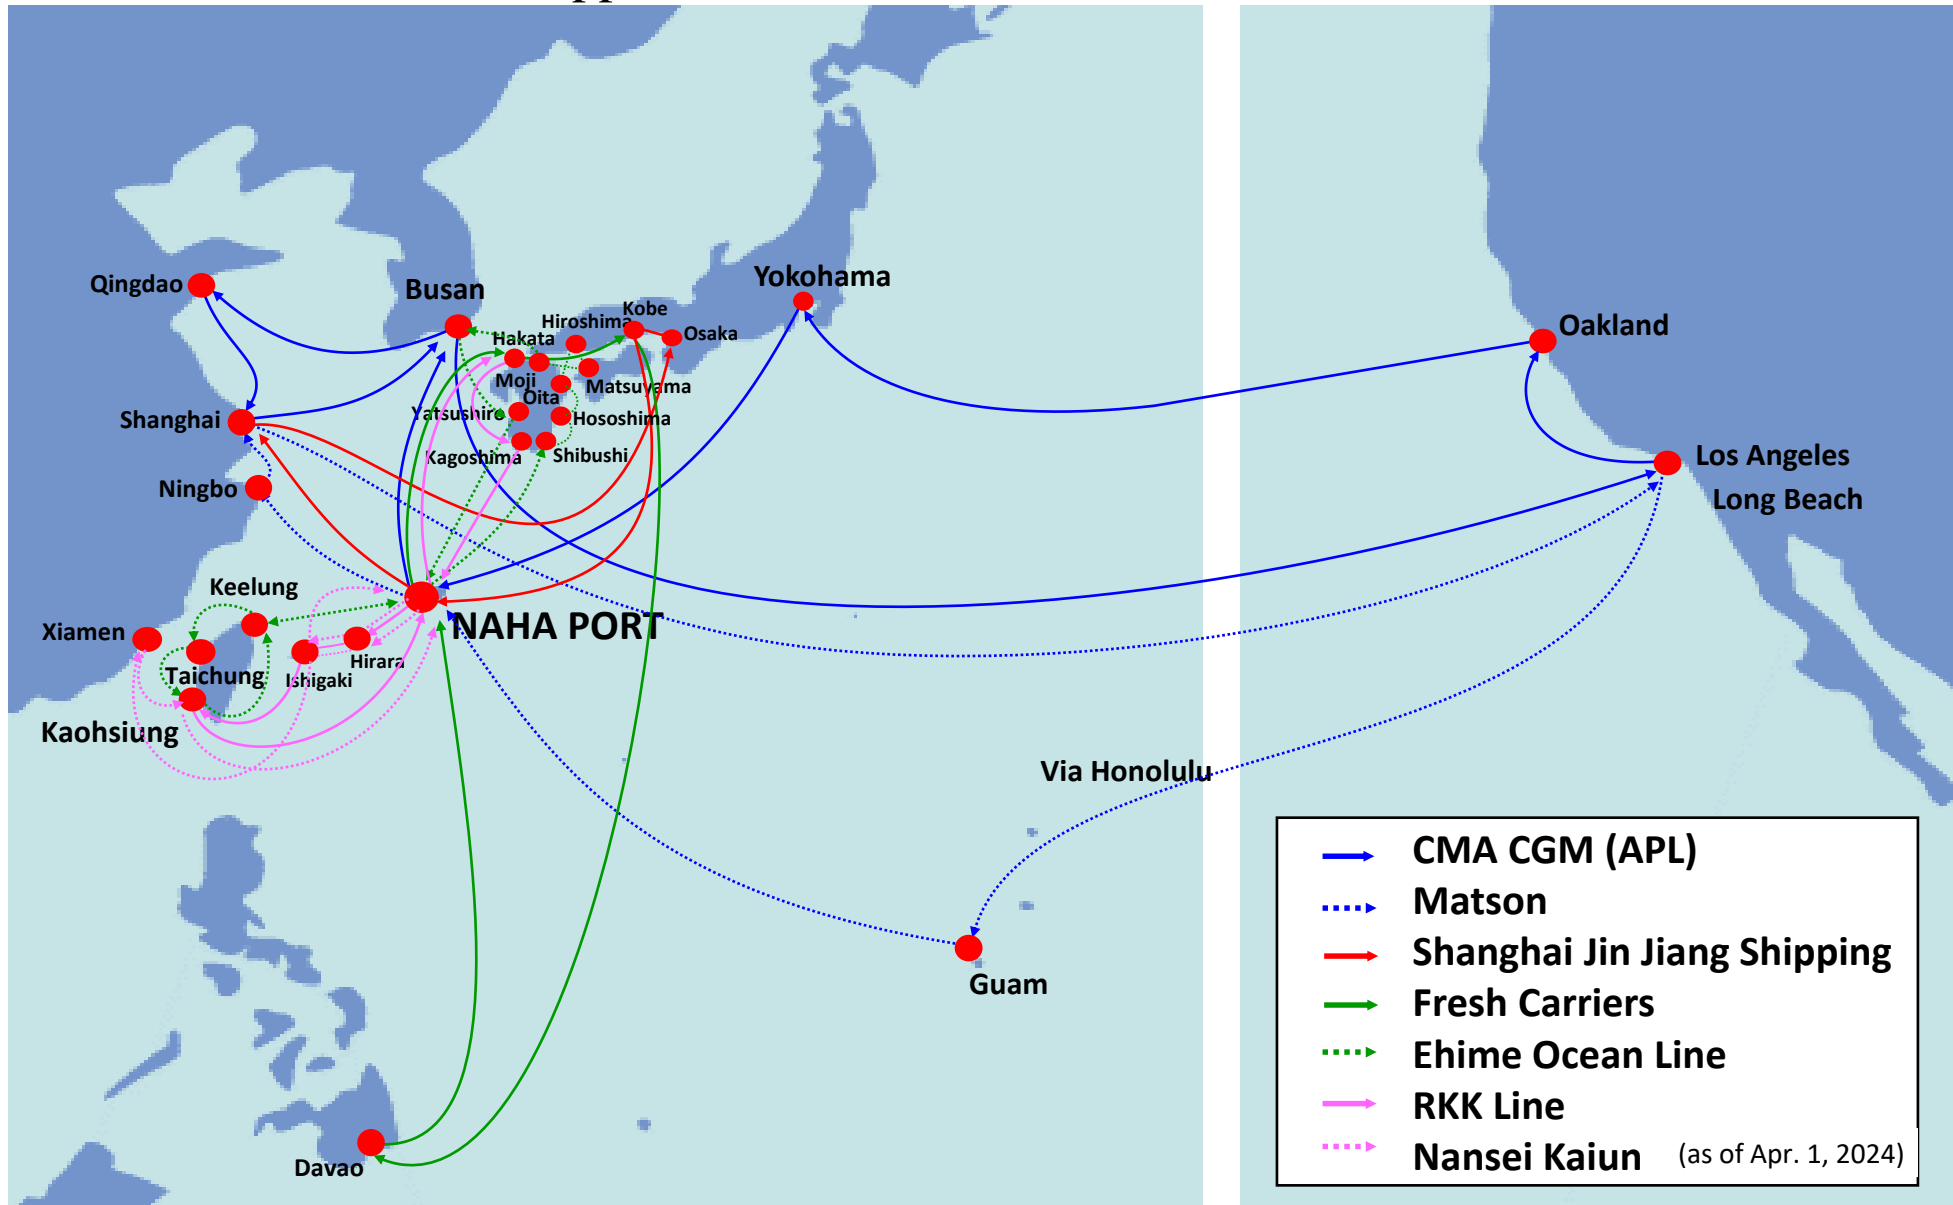 Qingdao
Busan
Yokohama
Kobe
Hiroshima
Osaka
Hakata
Oakland
Moji
Matsuyama
Oita
Yatsushiro
Hososhima
Shanghai
Kagoshima
Shibushi
Los Angeles
Long Beach
Ningbo
Keelung
NAHA PORT
Xiamen
Hirara
Taichung
Ishigaki
Kaohsiung
Via Honolulu
Guam
Davao
CMA CGM (APL)
Matson
Shanghai Jin Jiang Shipping
Fresh Carriers
Ehime Ocean Line
RKK Line
Nansei Kaiun (as of Apr. 1, 2024)